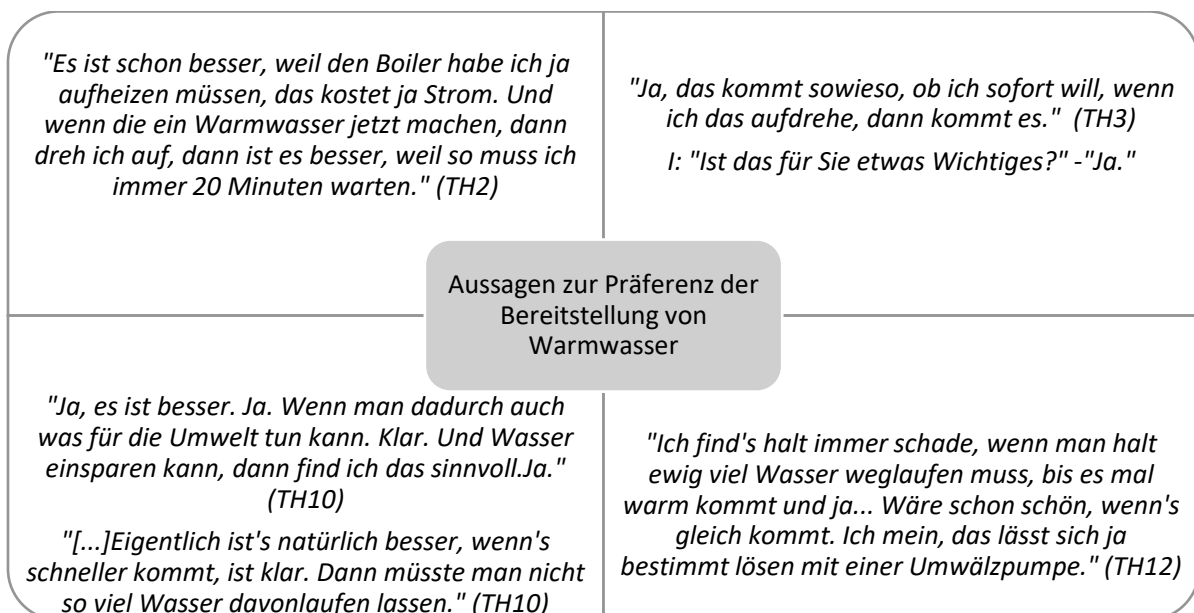 "Es ist schon besser, weil den Boiler habe ich ja
aufheizen müssen, das kostet ja Strom. Und
wenn die ein Warmwasser jetzt machen, dann
dreh ich auf, dann ist es besser, weil so muss ich
immer 20 Minuten warten." (TH2)
"Ja, das kommt sowieso, ob ich sofort will, wenn
ich das aufdrehe, dann kommt es." (TH3)
I: "Ist das für Sie etwas Wichtiges?" -"Ja."
Aussagen zur Präferenz der
Bereitstellung von
Warmwasser
"Ja, es ist besser. Ja. Wenn man dadurch auch
was für die Umwelt tun kann. Klar. Und Wasser
einsparen kann, dann find ich das sinnvoll.Ja."
(TH10)
"[...]Eigentlich ist's natürlich besser, wenn's
schneller kommt, ist klar. Dann müsste man nicht
so viel Wasser davonlaufen lassen." (TH10)
"Ich find's halt immer schade, wenn man halt
ewig viel Wasser weglaufen muss, bis es mal
warm kommt und ja... Wäre schon schön, wenn's
gleich kommt. Ich mein, das lässt sich ja
bestimmt lösen mit einer Umwälzpumpe." (TH12)